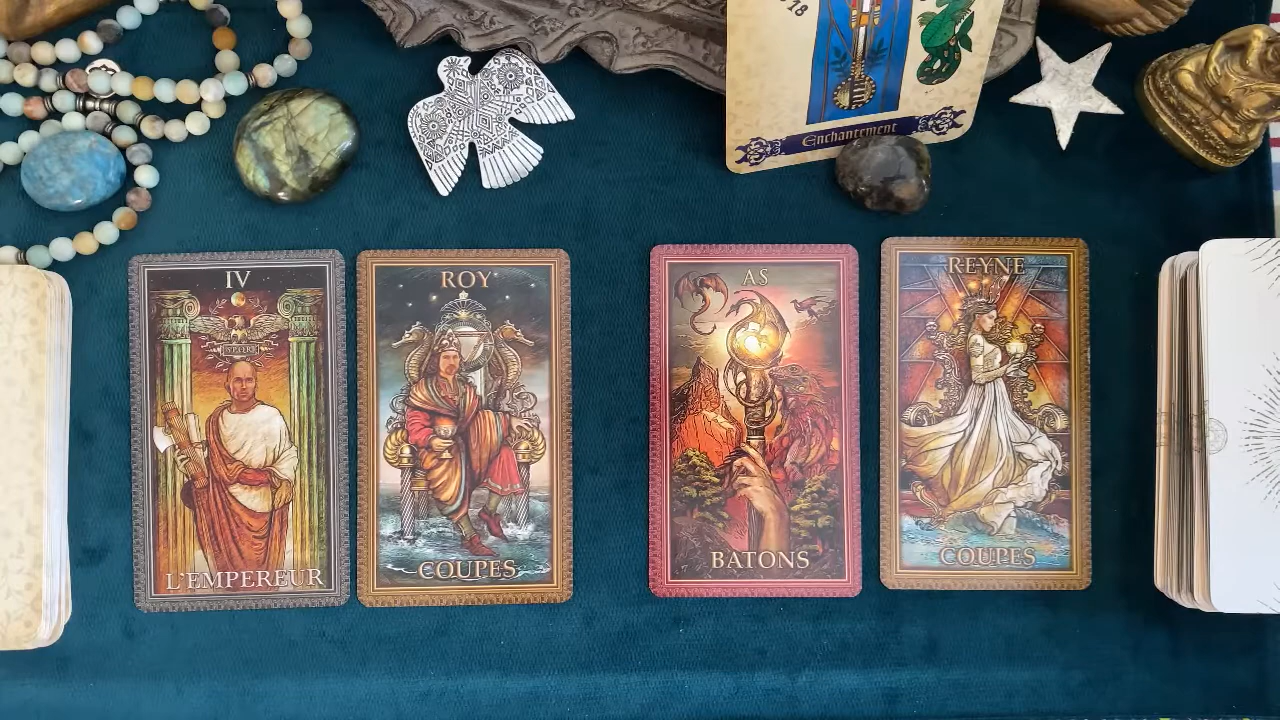 18
Enchantement
IV
L'EMPEREUR
ROY
COUPES
AS
BATONS
REYNE
COUPES